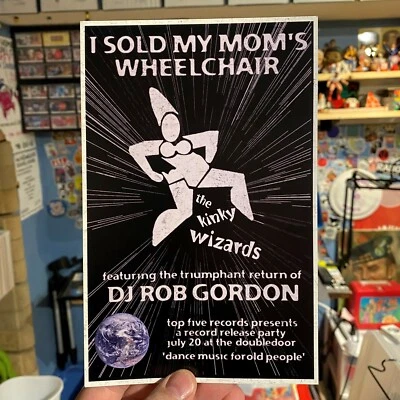 I SOLD MY MOM'S
WHEELCHAIR
the
kinky
wizards
featuring the triumphant return of
DJ ROB GORDON
top five records presents
a record release party
july 20 at the doubledoor
'dance music forold people'